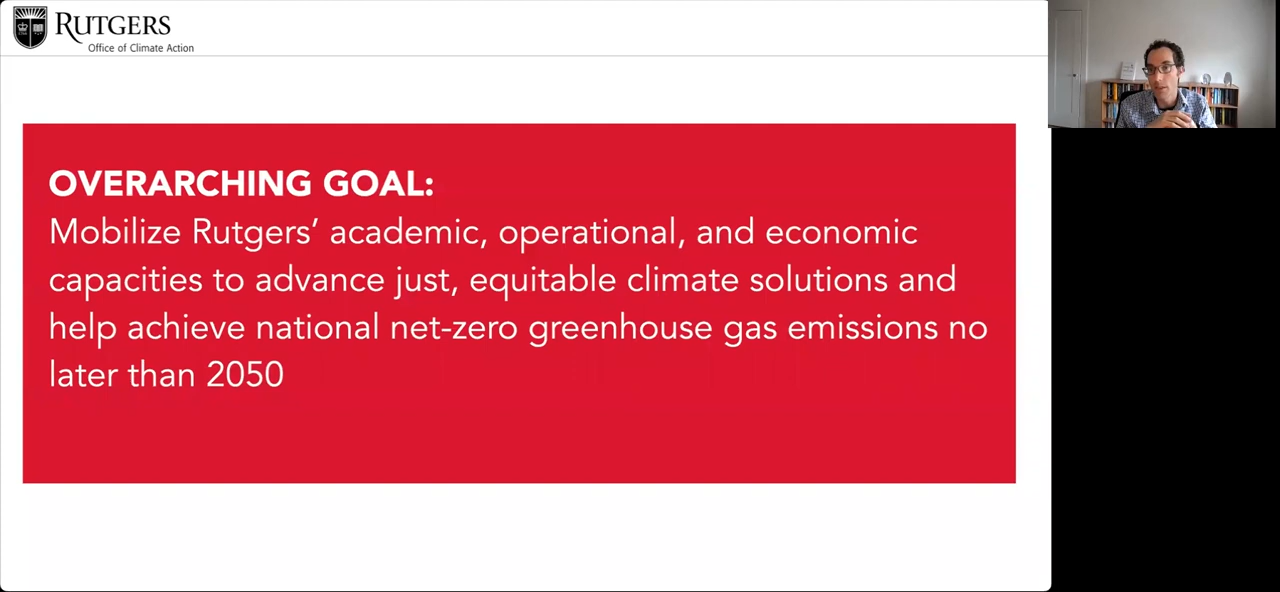 RUTGERS
Office of Climate Action
OVERARCHING GOAL:
Mobilize Rutgers’ academic, operational, and economic
capacities to advance just, equitable climate solutions and
help achieve national net-zero greenhouse gas emissions no
later than 2050